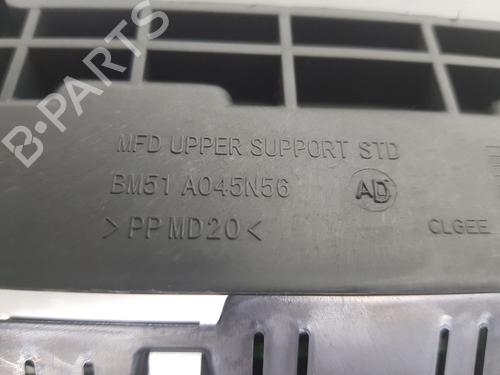 B-PARTS
MFD UPPER SUPPORT STD
BM51 A045N56 AD
>PP MD20< CLGEE